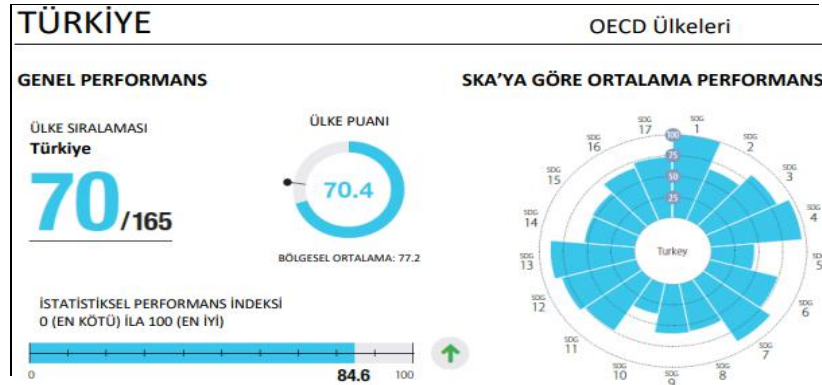 TÜRKİYE
OECD Ülkeleri
GENEL PERFORMANS
ÜLKE SIRALAMASI
Türkiye
70/165
ÜLKE PUANI
70.4
BÖLGESEL ORTALAMA: 77.2
İSTATİSTİKSEL PERFORMANS İNDEKSİ
0 (EN KÖTÜ) İLA 100 (EN İYİ)
0
84.6
100
SKA'YA GÖRE ORTALAMA PERFORMANS
100
75
50
25
Turkey
SDG 1
SDG 2
SDG 3
SDG 4
SDG 5
SDG 6
SDG 7
SDG 8
SDG 9
SDG 10
SDG 11
SDG 12
SDG 13
SDG 14
SDG 15
SDG 16
SDG 17